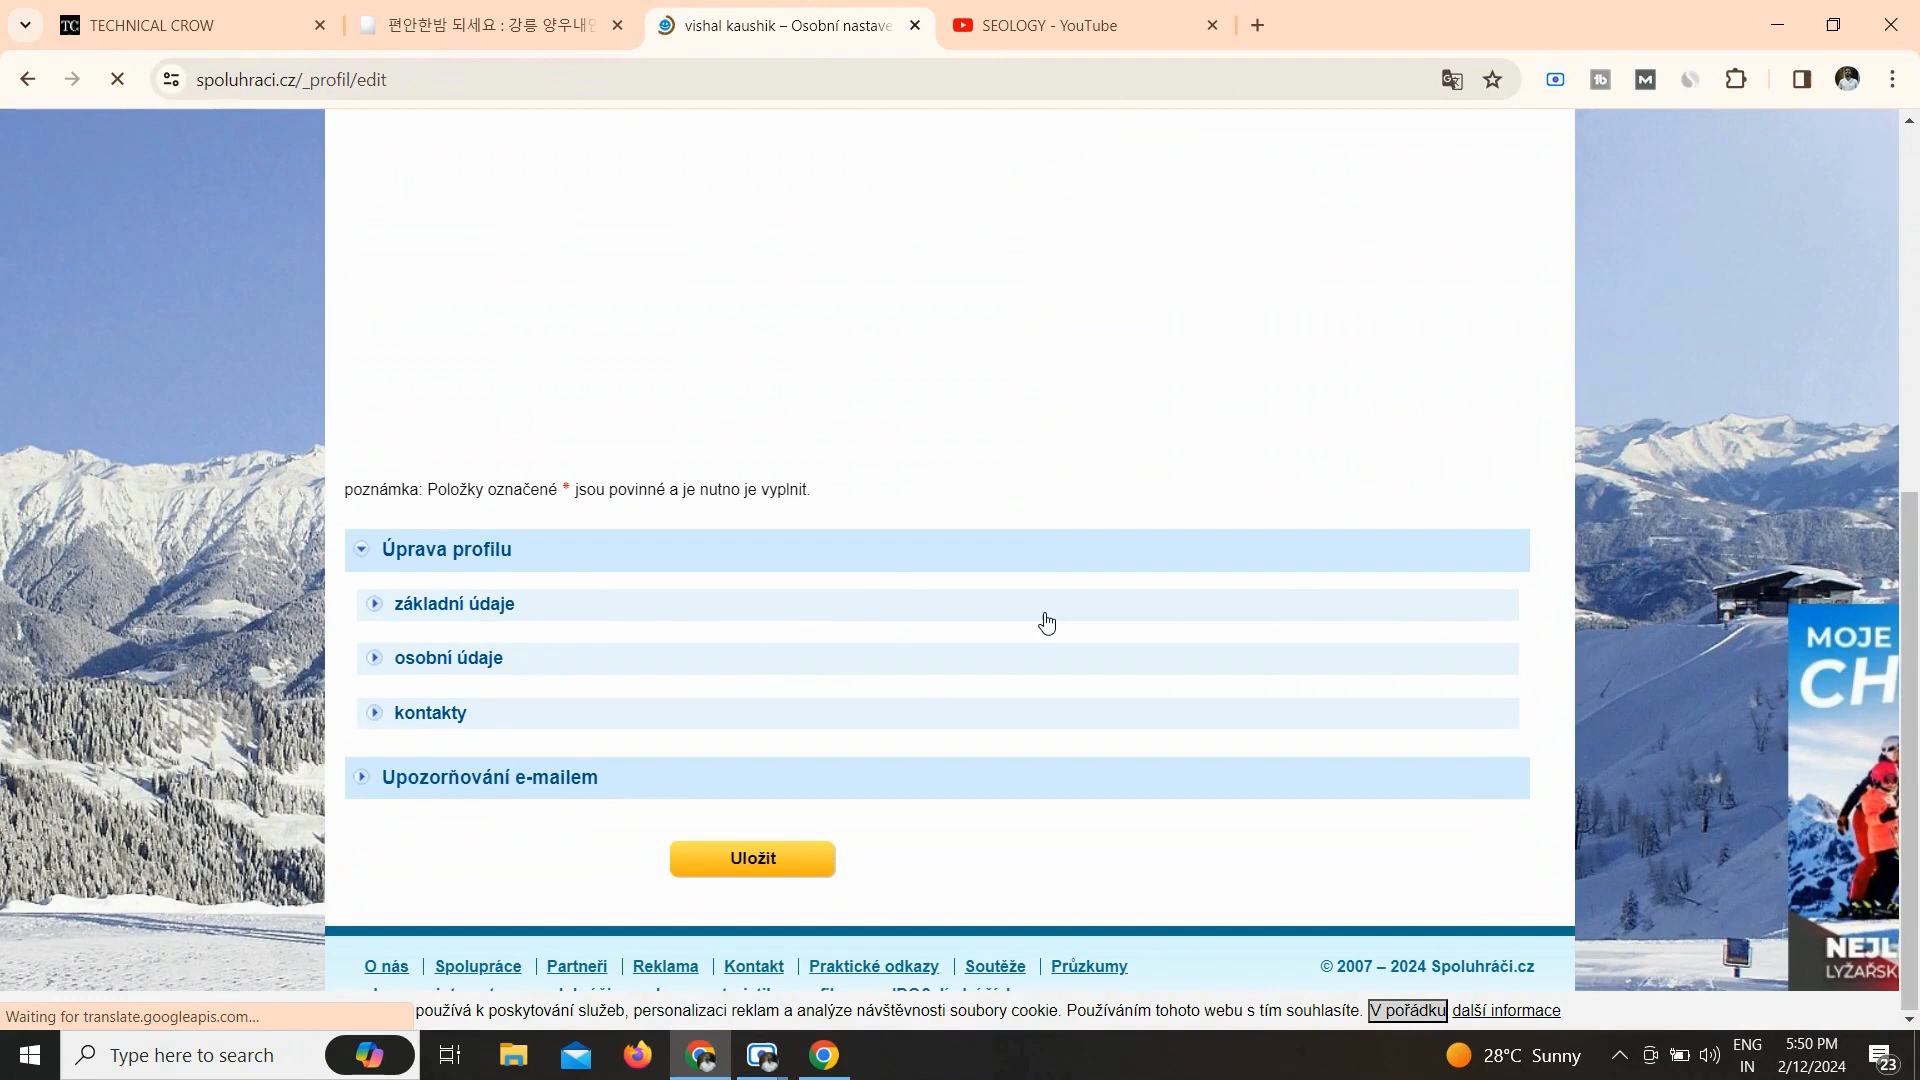 TECHNICAL CROW
편안한밤 되세요 : 강릉 양우내안
vishal kaushik – Osobní nastave
SEOLOGY - YouTube
spoluhraci.cz/_profil/edit
poznámka: Položky označené * jsou povinné a je nutno je vyplnit.
Úprava profilu
základní údaje
osobní údaje
kontakty
Upozorňování e-mailem
Uložit
MOJE
CH
NEJL
LYŽAŘSK
O nás
Spolupráce
Partneři
Reklama
Kontakt
Praktické odkazy
Soutěže
Průzkumy
© 2007 – 2024 Spoluhráči.cz
Waiting for translate.googleapis.com...
používá k poskytování služeb, personalizaci reklam a analýze návštěvnosti soubory cookie. Používáním tohoto webu s tím souhlasíte. V pořádku další informace
Type here to search
28°C Sunny
ENG
IN
5:50 PM
2/12/2024
23